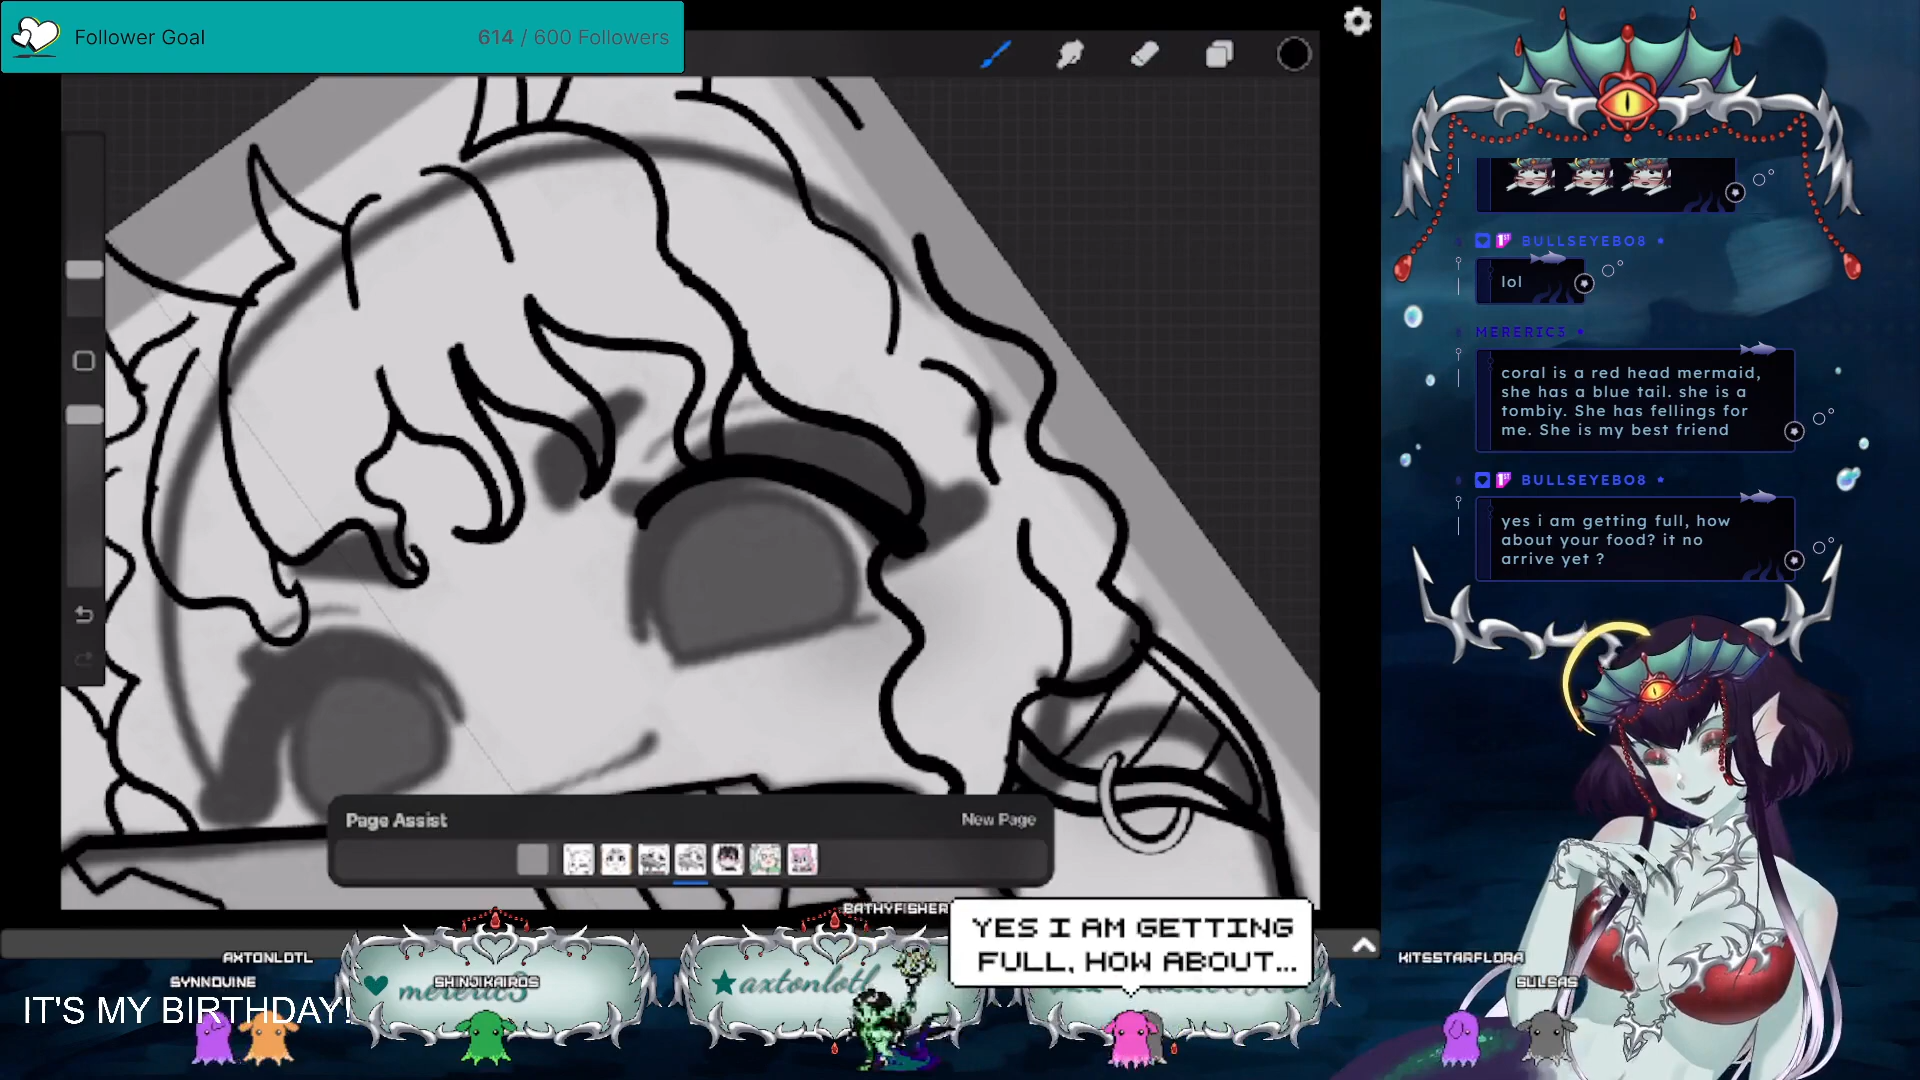 Follower Goal 614 / 600 Followers
BULLSEYEBO8
lol
MERERIC3
coral is a red head mermaid,
she has a blue tail. she is a
tombiy. She has fellings for
me. She is my best friend
BULLSEYEBO8
yes i am getting full, how
about your food? it no
arrive yet ?
Page Assist New Page
BATHYFISHER
YES I AM GETTING
FULL, HOW ABOUT...
AXTONLOTL
SYNNOVINE
SHINJIKAIROS
mereric3
axtonlotl
KITSSTARFLORA
SULSAS
IT'S MY BIRTHDAY!